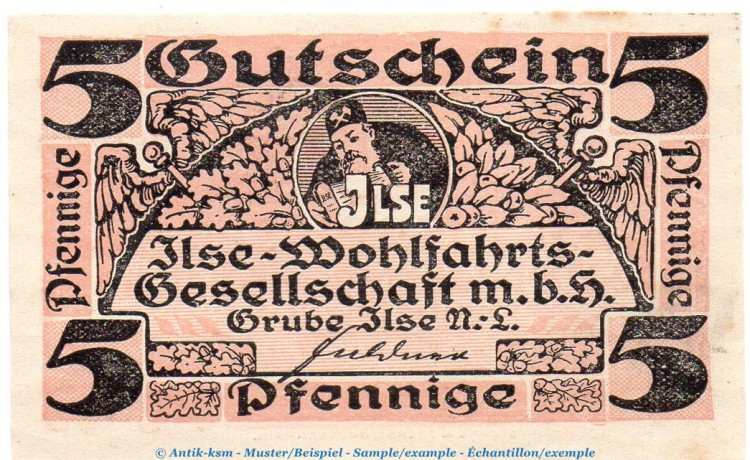 5 Gutschein 5
Pfennige
Pfennige
JLSE
Ilse-Wohlfahrts-
Gesellschaft m.b.H.
Grube Ilse N.-L.
5 Pfennige 5
© Antik-ksm - Muster/Beispiel - Sample/example - Échantillon/exemple